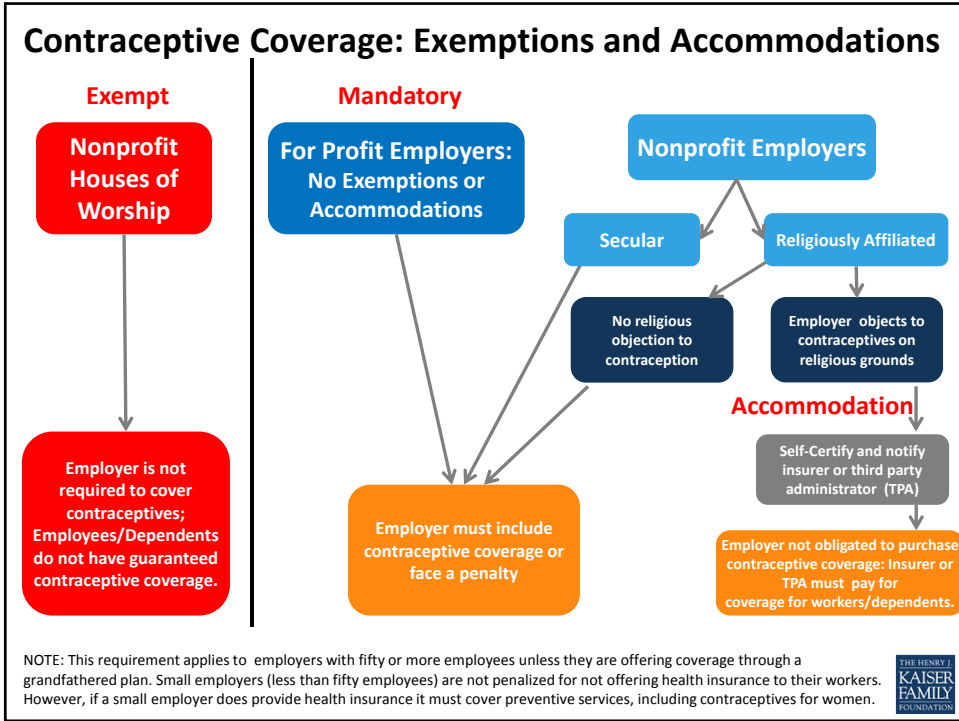 Contraceptive Coverage: Exemptions and Accommodations
Exempt
Nonprofit
Houses of
Worship
Employer is not
required to cover
contraceptives;
Employees/Dependents
do not have guaranteed
contraceptive coverage.
Mandatory
For Profit Employers:
No Exemptions or
Accommodations
Nonprofit Employers
Secular
Religiously Affiliated
No religious
objection to
contraception
Employer objects to
contraceptives on
religious grounds
Accommodation
Self-Certify and notify
insurer or third party
administrator (TPA)
Employer must include
contraceptive coverage or
face a penalty
Employer not obligated to purchase
contraceptive coverage: Insurer or
TPA must pay for
coverage for workers/dependents.
NOTE: This requirement applies to employers with fifty or more employees unless they are offering coverage through a
grandfathered plan. Small employers (less than fifty employees) are not penalized for not offering health insurance to their workers.
However, if a small employer does provide health insurance it must cover preventive services, including contraceptives for women.
THE HENRY J.
KAISER
FAMILY
FOUNDATION